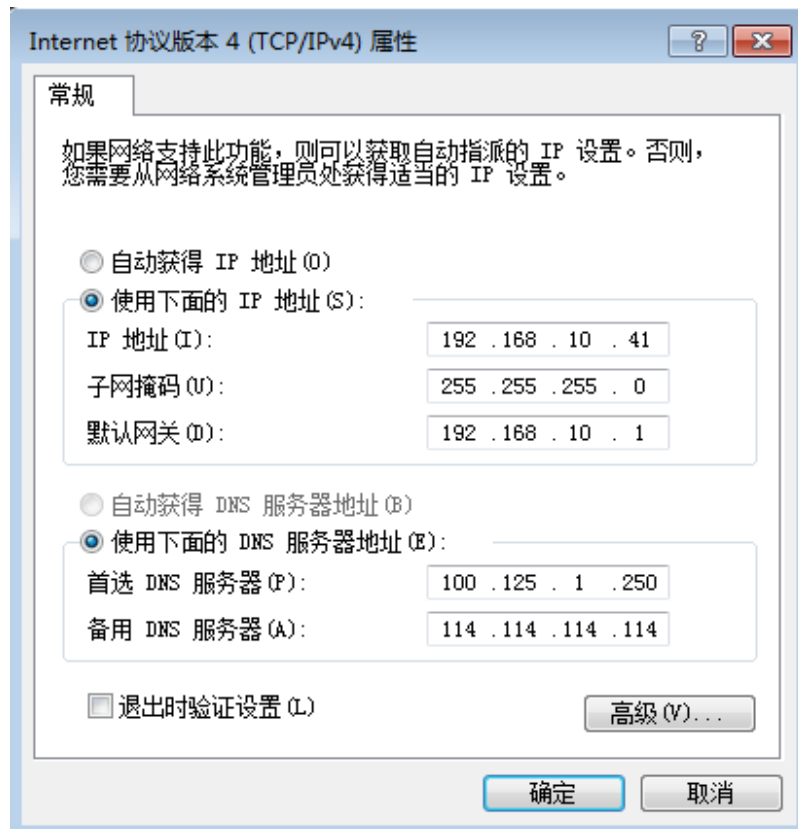 Internet 协议版本 4 (TCP/IPv4) 属性
常规
如果网络支持此功能，则可以获取自动指派的 IP 设置。否则，
您需要从网络系统管理员处获得适当的 IP 设置。
自动获得 IP 地址(O)
使用下面的 IP 地址(S):
IP 地址(I): 192 .168 . 10 . 41
子网掩码(U): 255 .255 .255 . 0
默认网关(D): 192 .168 . 10 . 1
自动获得 DNS 服务器地址(B)
使用下面的 DNS 服务器地址(E):
首选 DNS 服务器(P): 100 .125 . 1 .250
备用 DNS 服务器(A): 114 .114 .114 .114
退出时验证设置(L)
高级(V)...
确定 取消